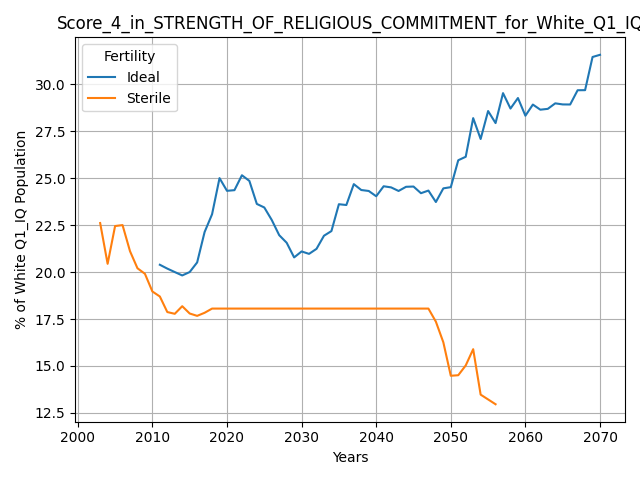 Score_4_in_STRENGTH_OF_RELIGIOUS_COMMITMENT_for_White_Q1_IQ
Fertility
Ideal
Sterile
% of White Q1_IQ Population
30.0
27.5
25.0
22.5
20.0
17.5
15.0
12.5
2000 2010 2020 2030 2040 2050 2060 2070
Years